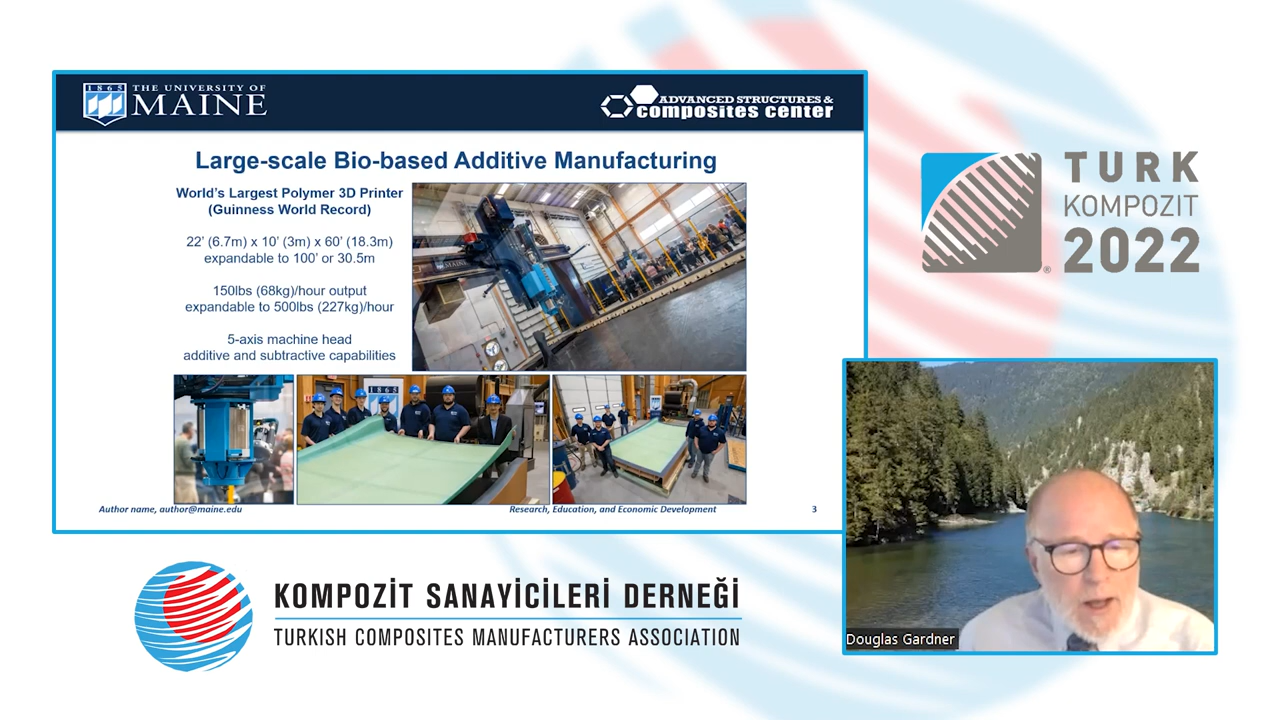 1865
THE UNIVERSITY OF
MAINE
ADVANCED STRUCTURES &
composites center
Large-scale Bio-based Additive Manufacturing
World's Largest Polymer 3D Printer
(Guinness World Record)
22' (6.7m) x 10' (3m) x 60' (18.3m)
expandable to 100' or 30.5m
150lbs (68kg)/hour output
expandable to 500lbs (227kg)/hour
5-axis machine head
additive and subtractive capabilities
MAINE
1865
Author name, author@maine.edu
Research, Education, and Economic Development
3
TURK
KOMPOZIT
2022
®
Douglas Gardner
KOMPOZİT SANAYİCİLERİ DERNEĞİ
TURKISH COMPOSITES MANUFACTURERS ASSOCIATION